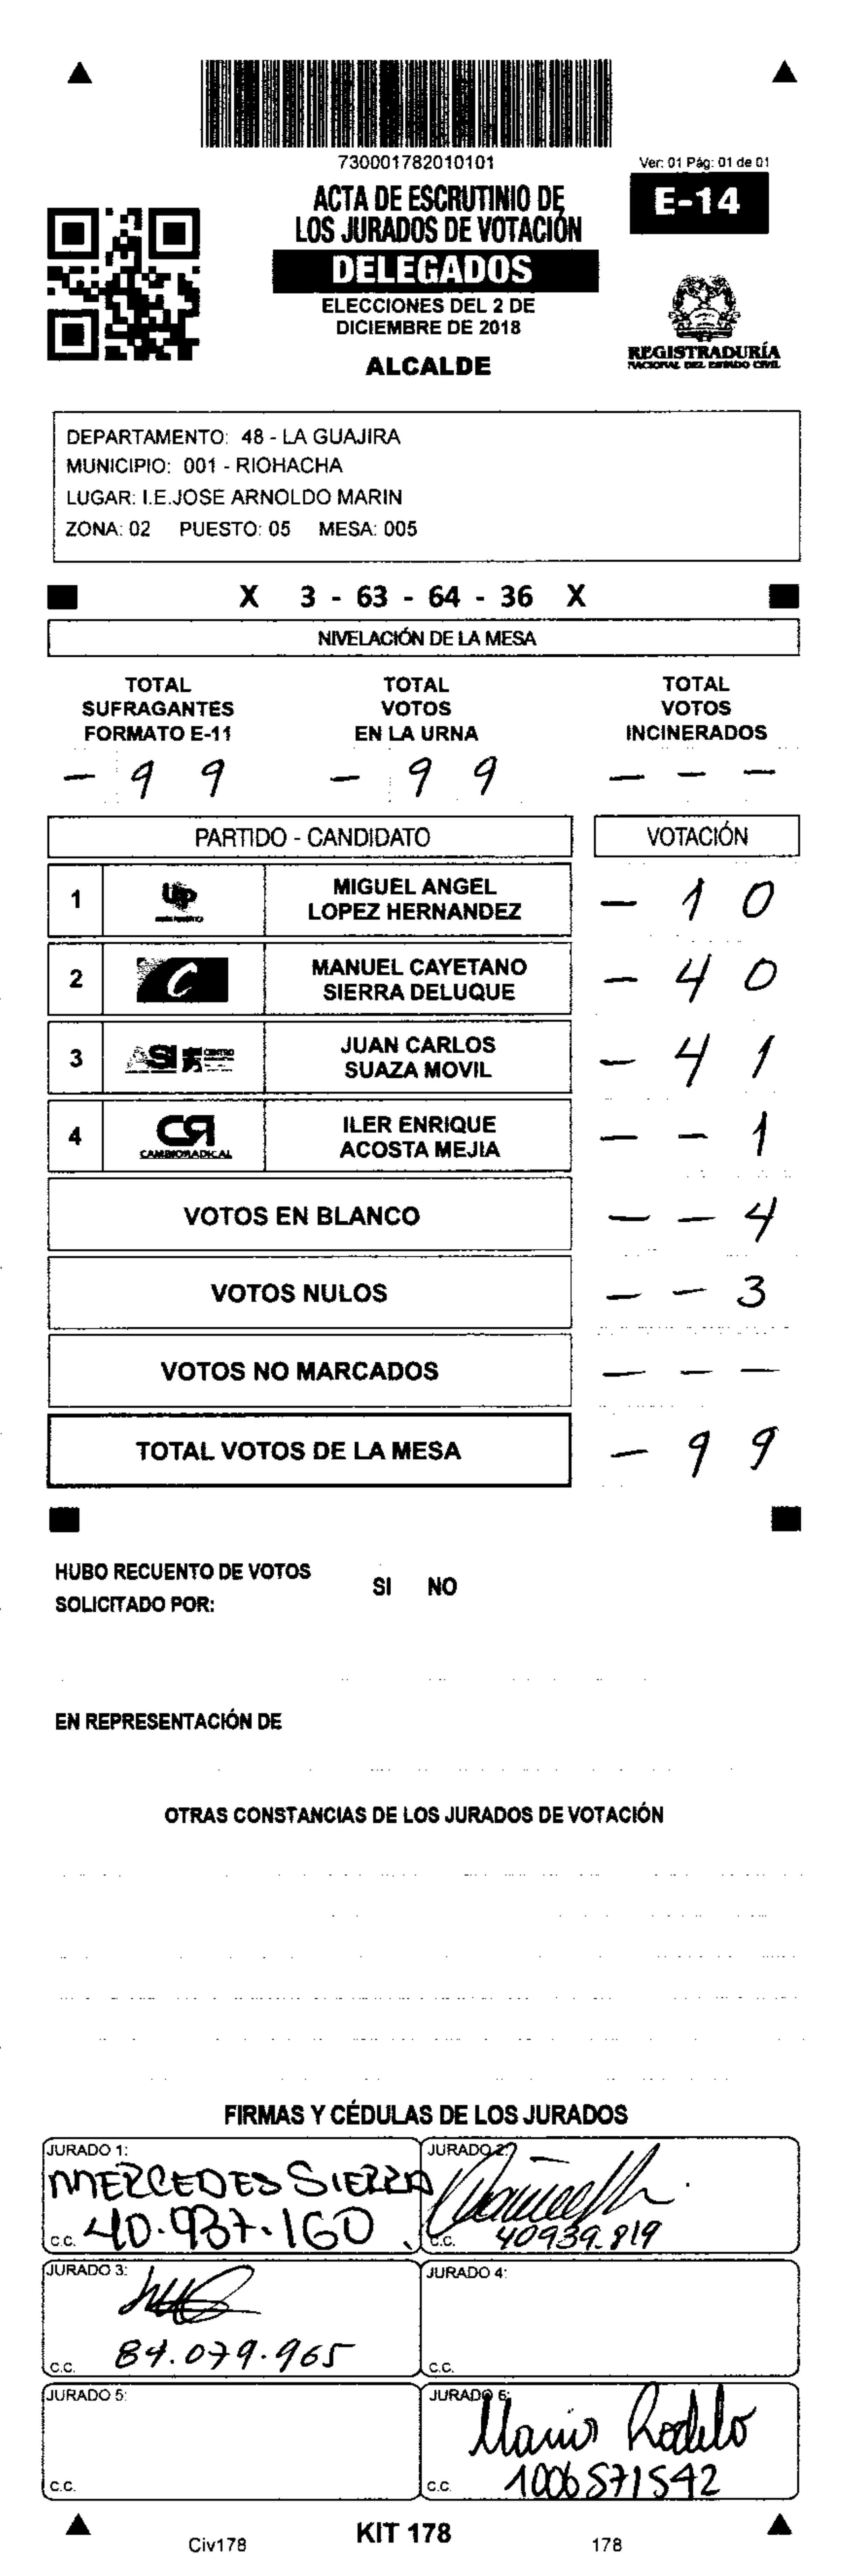 730001782010101
Ver: 01 Pág: 01 de 01
ACTA DE ESCRUTINIO DE
LOS JURADOS DE VOTACIÓN
E-14
DELEGADOS
ELECCIONES DEL 2 DE
DICIEMBRE DE 2018
ALCALDE
REGISTRADURÍA
NACIONAL DEL ESTADO CIVIL
DEPARTAMENTO: 48 - LA GUAJIRA
MUNICIPIO: 001 - RIOHACHA
LUGAR: I.E.JOSE ARNOLDO MARIN
ZONA: 02 PUESTO: 05 MESA: 005
X 3 - 63 - 64 - 36 X
NIVELACIÓN DE LA MESA
TOTAL SUFRAGANTES FORMATO E-11
TOTAL VOTOS EN LA URNA
TOTAL VOTOS INCINERADOS
- 9 9 - 9 9 - - -
PARTIDO - CANDIDATO VOTACIÓN
1 Up MIGUEL ANGEL LOPEZ HERNANDEZ - 1 0
2 C MANUEL CAYETANO SIERRA DELUQUE - 4 0
3 ASI CENTRO JUAN CARLOS SUAZA MOVIL - 4 1
4 CR CAMBIO RADICAL ILER ENRIQUE ACOSTA MEJIA - - 1
VOTOS EN BLANCO - - 4
VOTOS NULOS - - 3
VOTOS NO MARCADOS - - -
TOTAL VOTOS DE LA MESA - 9 9
HUBO RECUENTO DE VOTOS SI NO
SOLICITADO POR:
EN REPRESENTACIÓN DE
OTRAS CONSTANCIAS DE LOS JURADOS DE VOTACIÓN
FIRMAS Y CÉDULAS DE LOS JURADOS
JURADO 1:
MERCEDES SIERRA
C.C. 40.937.160
JURADO 2:
C.C. 40939.819
JURADO 3:
C.C. 84.079.965
JURADO 4:
C.C.
JURADO 5:
C.C.
JURADO 6:
Rodelo
C.C. 1006571542
Civ178 KIT 178 178